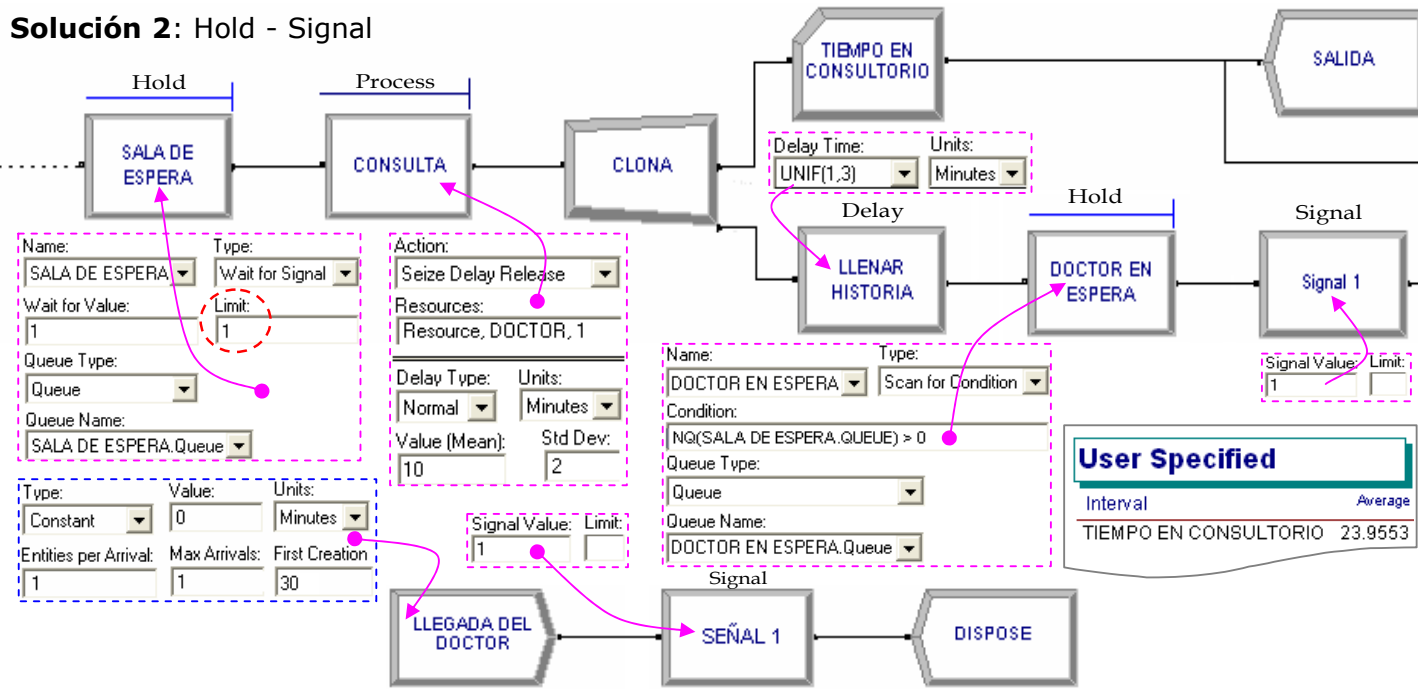 Solución 2: Hold - Signal
Hold
Process
SALA DE
ESPERA
CONSULTA
CLONA
TIEMPO EN
CONSULTORIO
SALIDA
Delay Time: Units:
UNIF(1,3) Minutes
Delay
Hold
Signal
LLENAR
HISTORIA
DOCTOR EN
ESPERA
Signal 1
Name: Type:
SALA DE ESPERA Wait for Signal
Wait for Value: Limit:
1 1
Queue Type:
Queue
Queue Name:
SALA DE ESPERA.Queue
Action:
Seize Delay Release
Resources:
Resource, DOCTOR, 1
Delay Type: Units:
Normal Minutes
Value (Mean): Std Dev:
10 2
Name: Type:
DOCTOR EN ESPERA Scan for Condition
Condition:
NQ(SALA DE ESPERA.QUEUE) > 0
Queue Type:
Queue
Queue Name:
DOCTOR EN ESPERA.Queue
Signal Value: Limit:
1
User Specified
Interval Average
TIEMPO EN CONSULTORIO 23.9553
Type: Value: Units:
Constant 0 Minutes
Entities per Arrival: Max Arrivals: First Creation
1 1 30
Signal Value: Limit:
1
Signal
LLEGADA DEL
DOCTOR
SEÑAL 1
DISPOSE